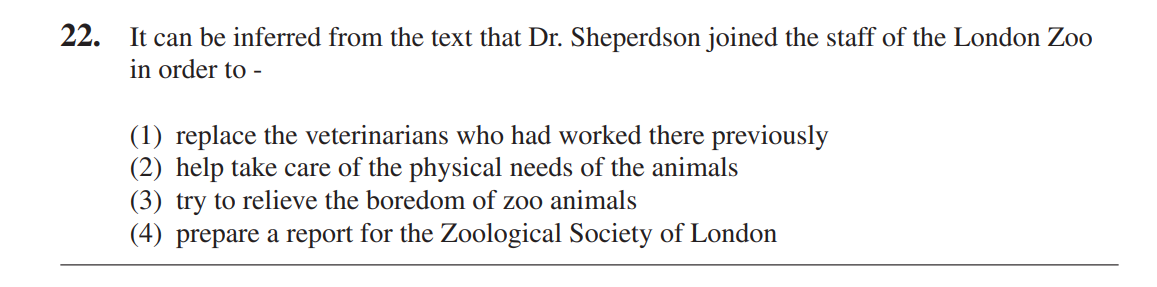 22. It can be inferred from the text that Dr. Sheperdson joined the staff of the London Zoo
in order to -
(1) replace the veterinarians who had worked there previously
(2) help take care of the physical needs of the animals
(3) try to relieve the boredom of zoo animals
(4) prepare a report for the Zoological Society of London